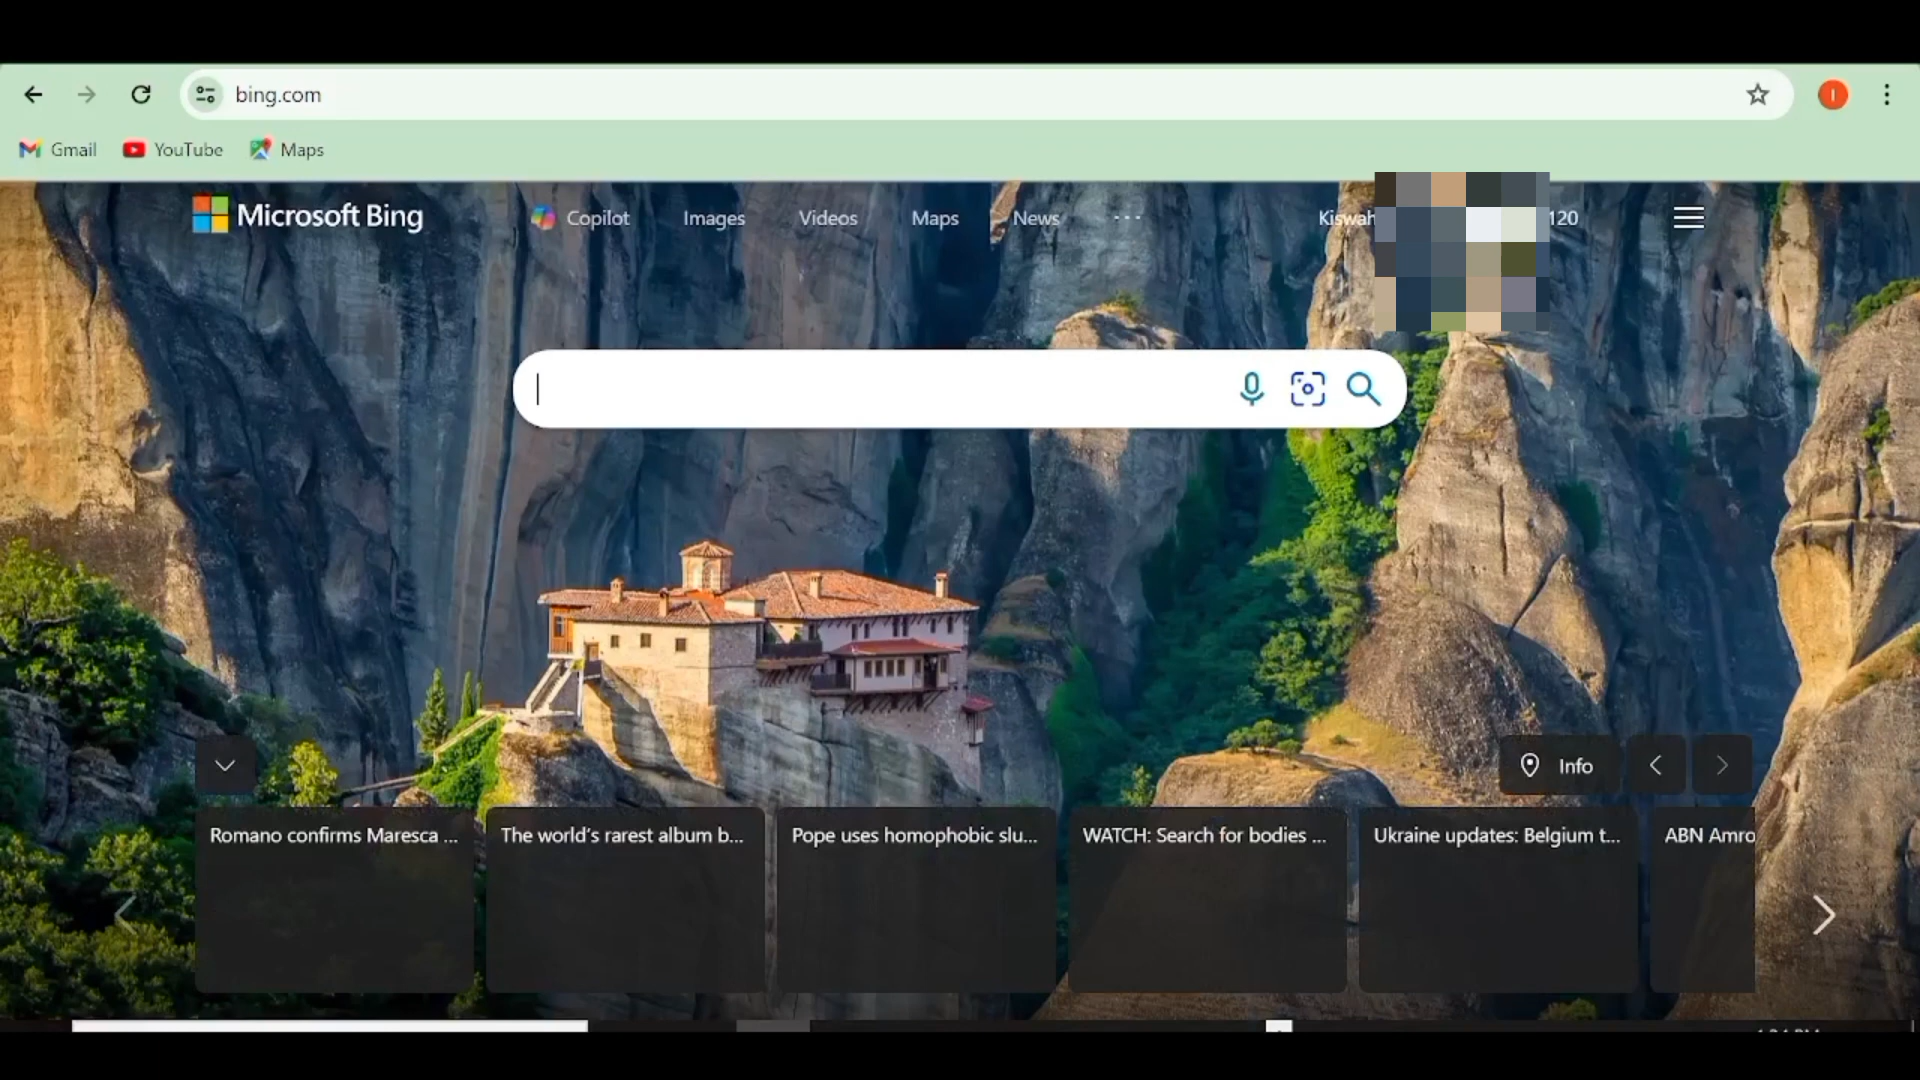 bing.com
Gmail YouTube Maps
Microsoft Bing Copilot Images Videos Maps News Kiswah 120
Info
Romano confirms Maresca ... The world's rarest album b... Pope uses homophobic slu... WATCH: Search for bodies ... Ukraine updates: Belgium t... ABN Amro